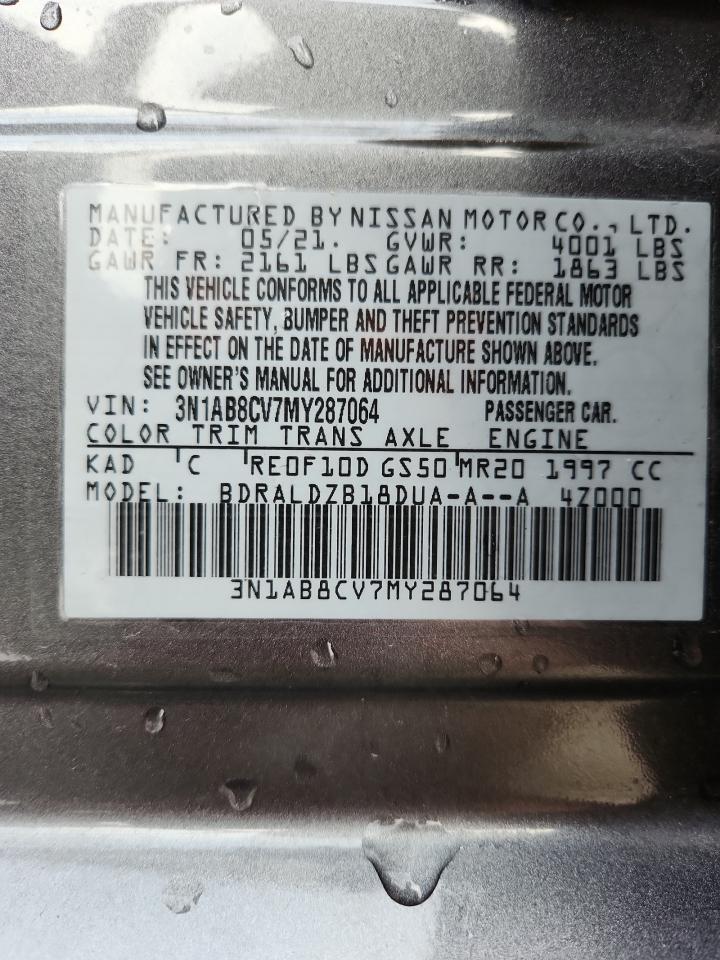 MANUFACTURED BY NISSAN MOTOR CO., LTD.
DATE: 05/21. GVWR: 4001 LBS
GAWR FR: 2161 LBS GAWR RR: 1863 LBS
THIS VEHICLE CONFORMS TO ALL APPLICABLE FEDERAL MOTOR
VEHICLE SAFETY, BUMPER AND THEFT PREVENTION STANDARDS
IN EFFECT ON THE DATE OF MANUFACTURE SHOWN ABOVE.
SEE OWNER'S MANUAL FOR ADDITIONAL INFORMATION.
VIN: 3N1AB8CV7MY287064 PASSENGER CAR.
COLOR TRIM TRANS AXLE ENGINE
KAD C RE0F10D GS50 MR20 1997 CC
MODEL: BDRALDZB18DUA-A--A 4Z000
3N1AB8CV7MY287064